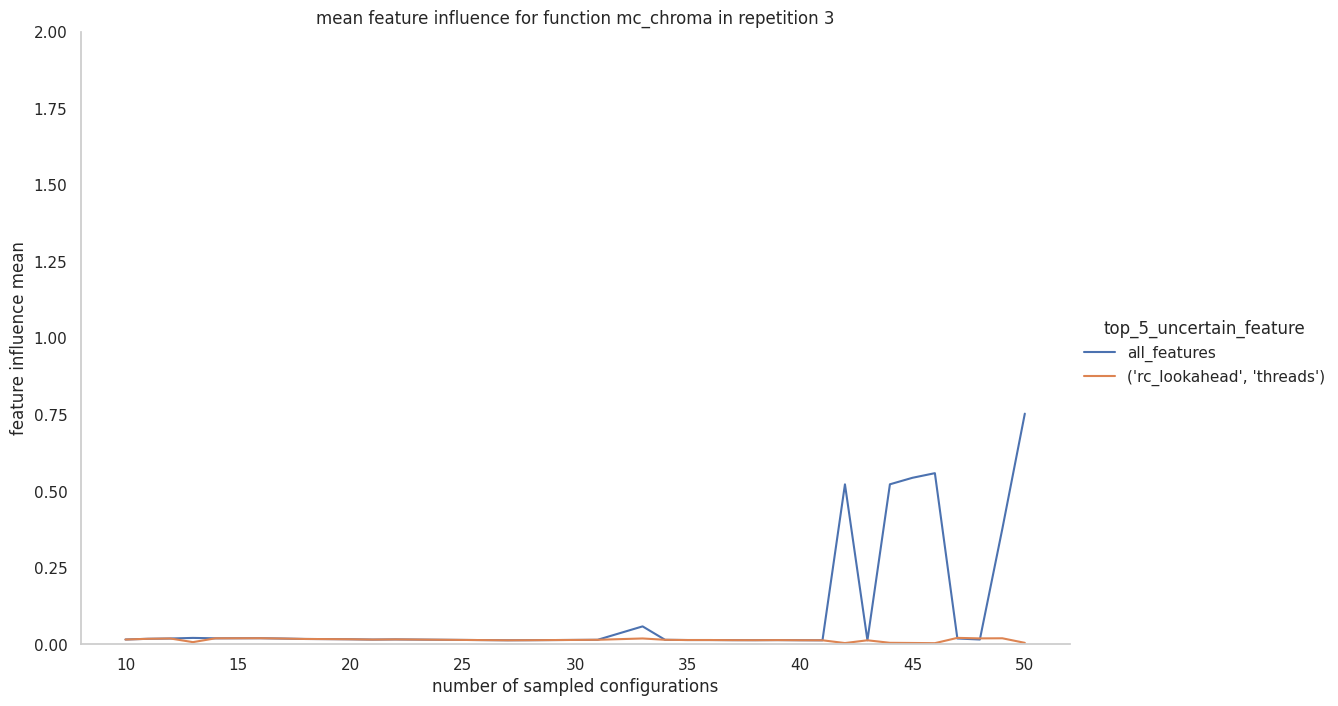 mean feature influence for function mc_chroma in repetition 3
2.00
1.75
1.50
1.25
1.00
0.75
0.50
0.25
0.00
feature influence mean
10 15 20 25 30 35 40 45 50
number of sampled configurations
top_5_uncertain_feature
all_features
('rc_lookahead', 'threads')